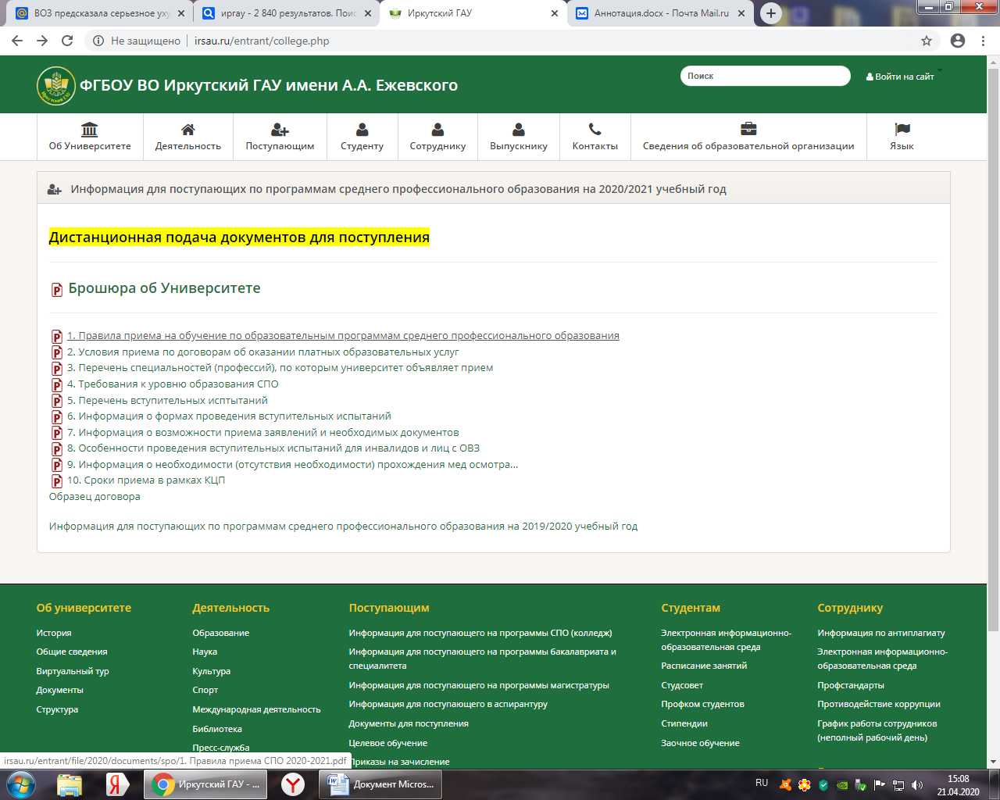 ВОЗ предсказала серьезное уху
иргау - 2 840 результатов. Поис
Иркутский ГАУ
Аннотация.docx - Почта Mail.ru
Не защищено
irsau.ru/entrant/college.php
Иркутский ГАУ
ФГБОУ ВО Иркутский ГАУ имени А.А. Ежевского
Поиск
Войти на сайт
Об Университете
Деятельность
Поступающим
Студенту
Сотруднику
Выпускнику
Контакты
Сведения об образовательной организации
Язык
Информация для поступающих по программам среднего профессионального образования на 2020/2021 учебный год
Дистанционная подача документов для поступления
Брошюра об Университете
1. Правила приема на обучение по образовательным программам среднего профессионального образования
2. Условия приема по договорам об оказании платных образовательных услуг
3. Перечень специальностей (профессий), по которым университет объявляет прием
4. Требования к уровню образования СПО
5. Перечень вступительных исптытаний
6. Информация о формах проведения вступительных испытаний
7. Информация о возможности приема заявлений и необходимых документов
8. Особенности проведения вступительных испытаний для инвалидов и лиц с ОВЗ
9. Информация о необходимости (отсутствия необходимости) прохождения мед осмотра...
10. Сроки приема в рамках КЦП
Образец договора
Информация для поступающих по программам среднего профессионального образования на 2019/2020 учебный год
Об университете
История
Общие сведения
Виртуальный тур
Документы
Структура
Деятельность
Образование
Наука
Культура
Спорт
Международная деятельность
Библиотека
Пресс-служба
Поступающим
Информация для поступающего на программы СПО (колледж)
Информация для поступающего на программы бакалавриата и
специалитета
Информация для поступающего на программы магистратуры
Информация для поступающего в аспирантуру
Документы для поступления
Целевое обучение
Приказы на зачисление
Студентам
Электронная информационно-
образовательная среда
Расписание занятий
Студсовет
Профком студентов
Стипендии
Заочное обучение
Сотруднику
Информация по антиплагиату
Электронная информационно-
образовательная среда
Профстандарты
Противодействие коррупции
График работы сотрудников
(неполный рабочий день)
irsau.ru/entrant/file/2020/documents/spo/1. Правила приема СПО 2020-2021.pdf
Иркутский ГАУ - ...
Документ Micros...
RU
15:08
21.04.2020